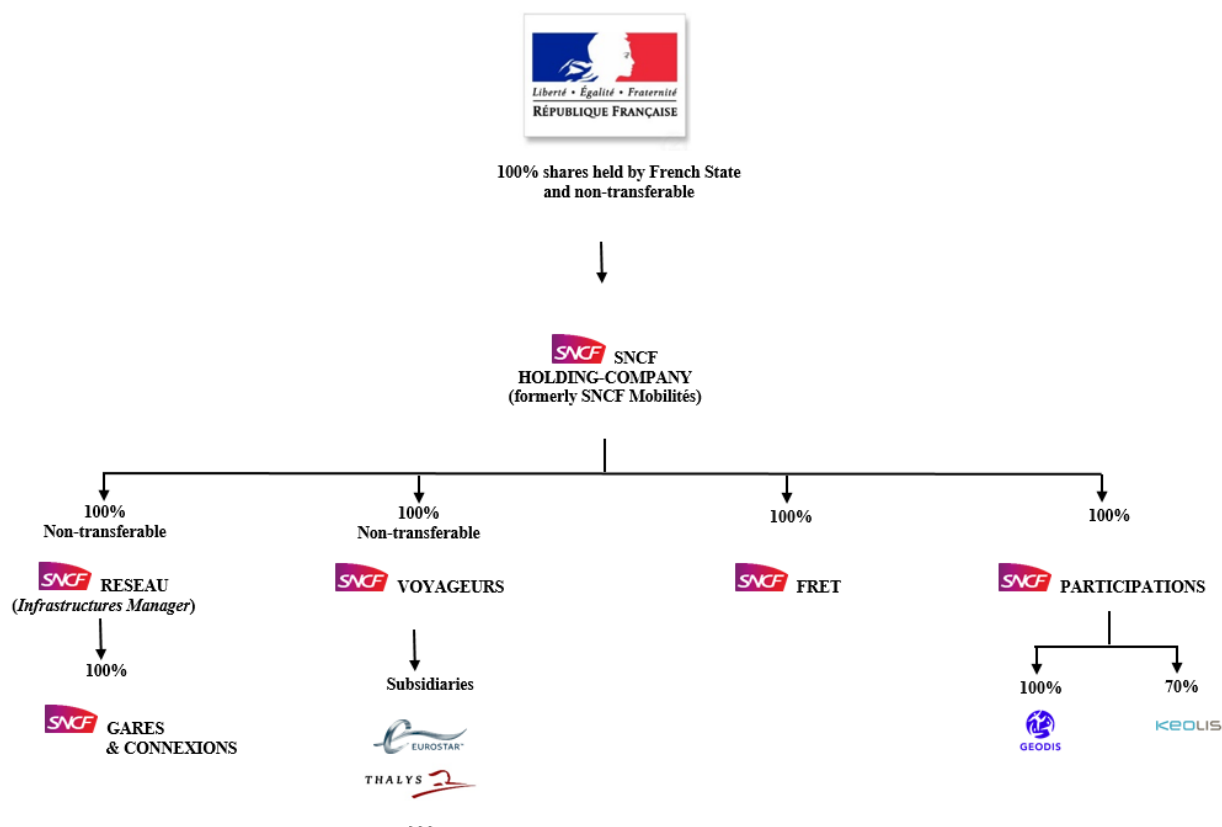 Liberté • Égalité • Fraternité
RÉPUBLIQUE FRANÇAISE
100% shares held by French State
and non-transferable
SNCF SNCF
HOLDING-COMPANY
(formerly SNCF Mobilités)
100%
Non-transferable
100%
Non-transferable
100%
100%
SNCF RESEAU
(Infrastructures Manager)
SNCF VOYAGEURS
SNCF FRET
SNCF PARTICIPATIONS
100%
Subsidiaries
100%
70%
SNCF GARES
& CONNEXIONS
EUROSTAR™
THALYS
GEODIS
KEOLIS